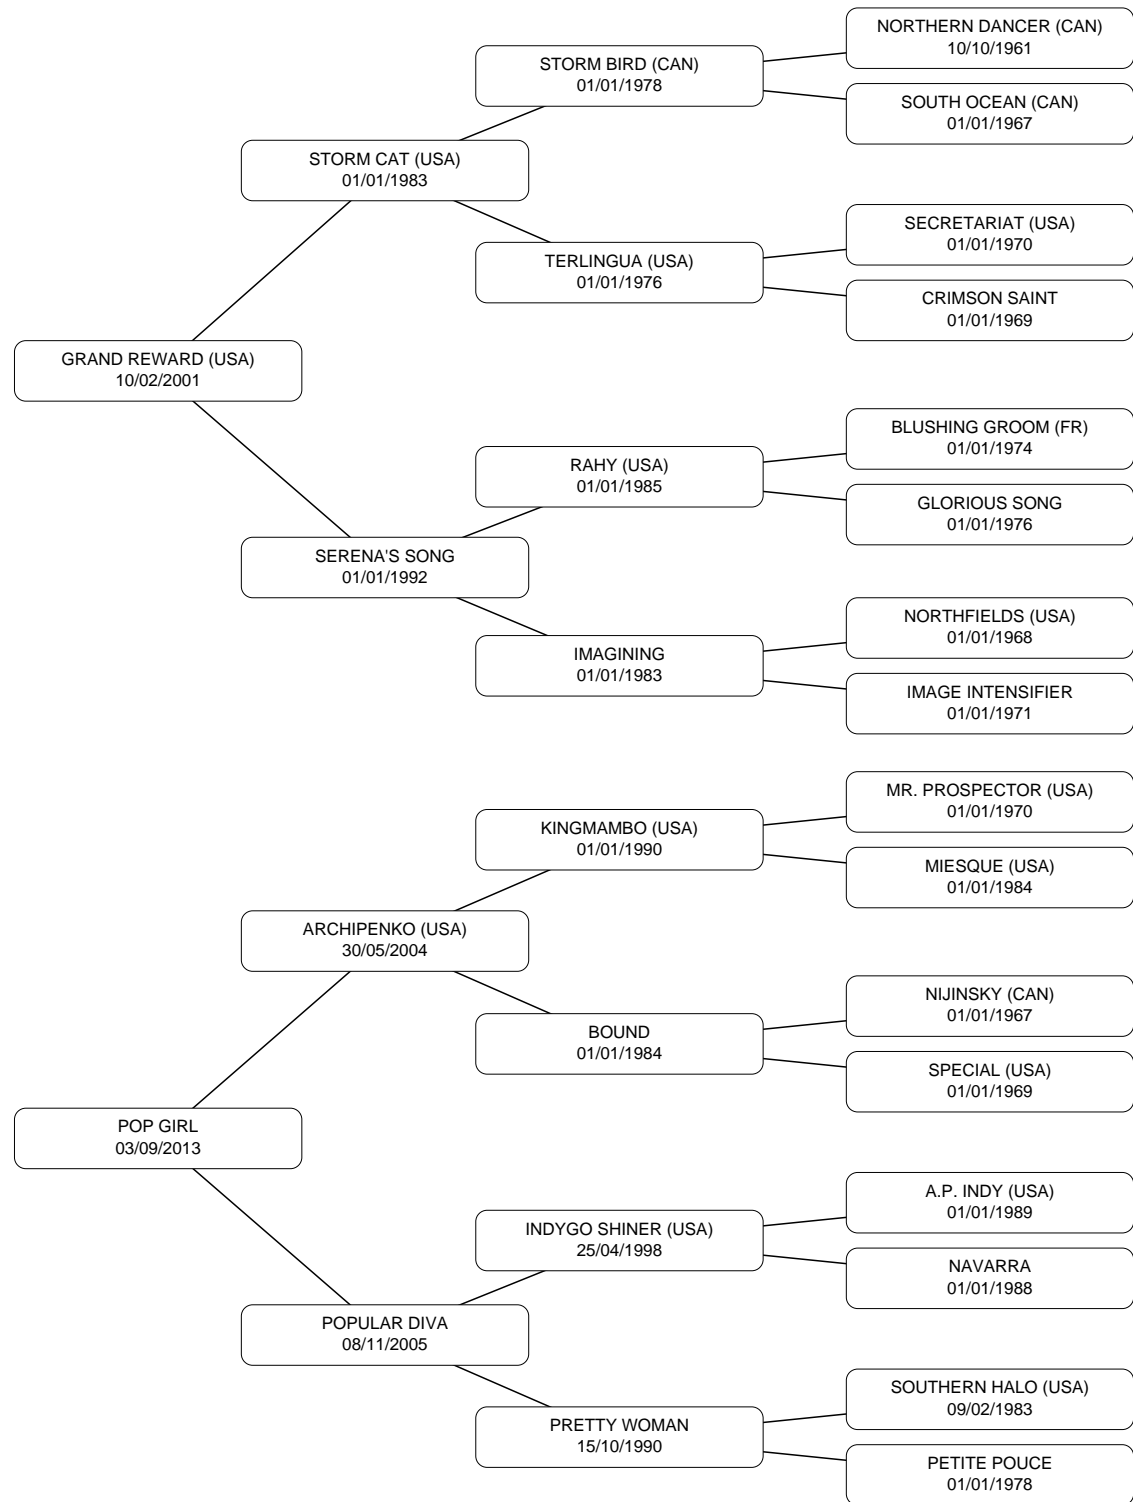 NORTHERN DANCER (CAN)
10/10/1961
STORM BIRD (CAN)
01/01/1978
SOUTH OCEAN (CAN)
01/01/1967
STORM CAT (USA)
01/01/1983
SECRETARIAT (USA)
01/01/1970
TERLINGUA (USA)
01/01/1976
CRIMSON SAINT
01/01/1969
GRAND REWARD (USA)
10/02/2001
BLUSHING GROOM (FR)
01/01/1974
RAHY (USA)
01/01/1985
GLORIOUS SONG
01/01/1976
SERENA'S SONG
01/01/1992
NORTHFIELDS (USA)
01/01/1968
IMAGINING
01/01/1983
IMAGE INTENSIFIER
01/01/1971
MR. PROSPECTOR (USA)
01/01/1970
KINGMAMBO (USA)
01/01/1990
MIESQUE (USA)
01/01/1984
ARCHIPENKO (USA)
30/05/2004
NIJINSKY (CAN)
01/01/1967
BOUND
01/01/1984
SPECIAL (USA)
01/01/1969
POP GIRL
03/09/2013
A.P. INDY (USA)
01/01/1989
INDYGO SHINER (USA)
25/04/1998
NAVARRA
01/01/1988
POPULAR DIVA
08/11/2005
SOUTHERN HALO (USA)
09/02/1983
PRETTY WOMAN
15/10/1990
PETITE POUCE
01/01/1978